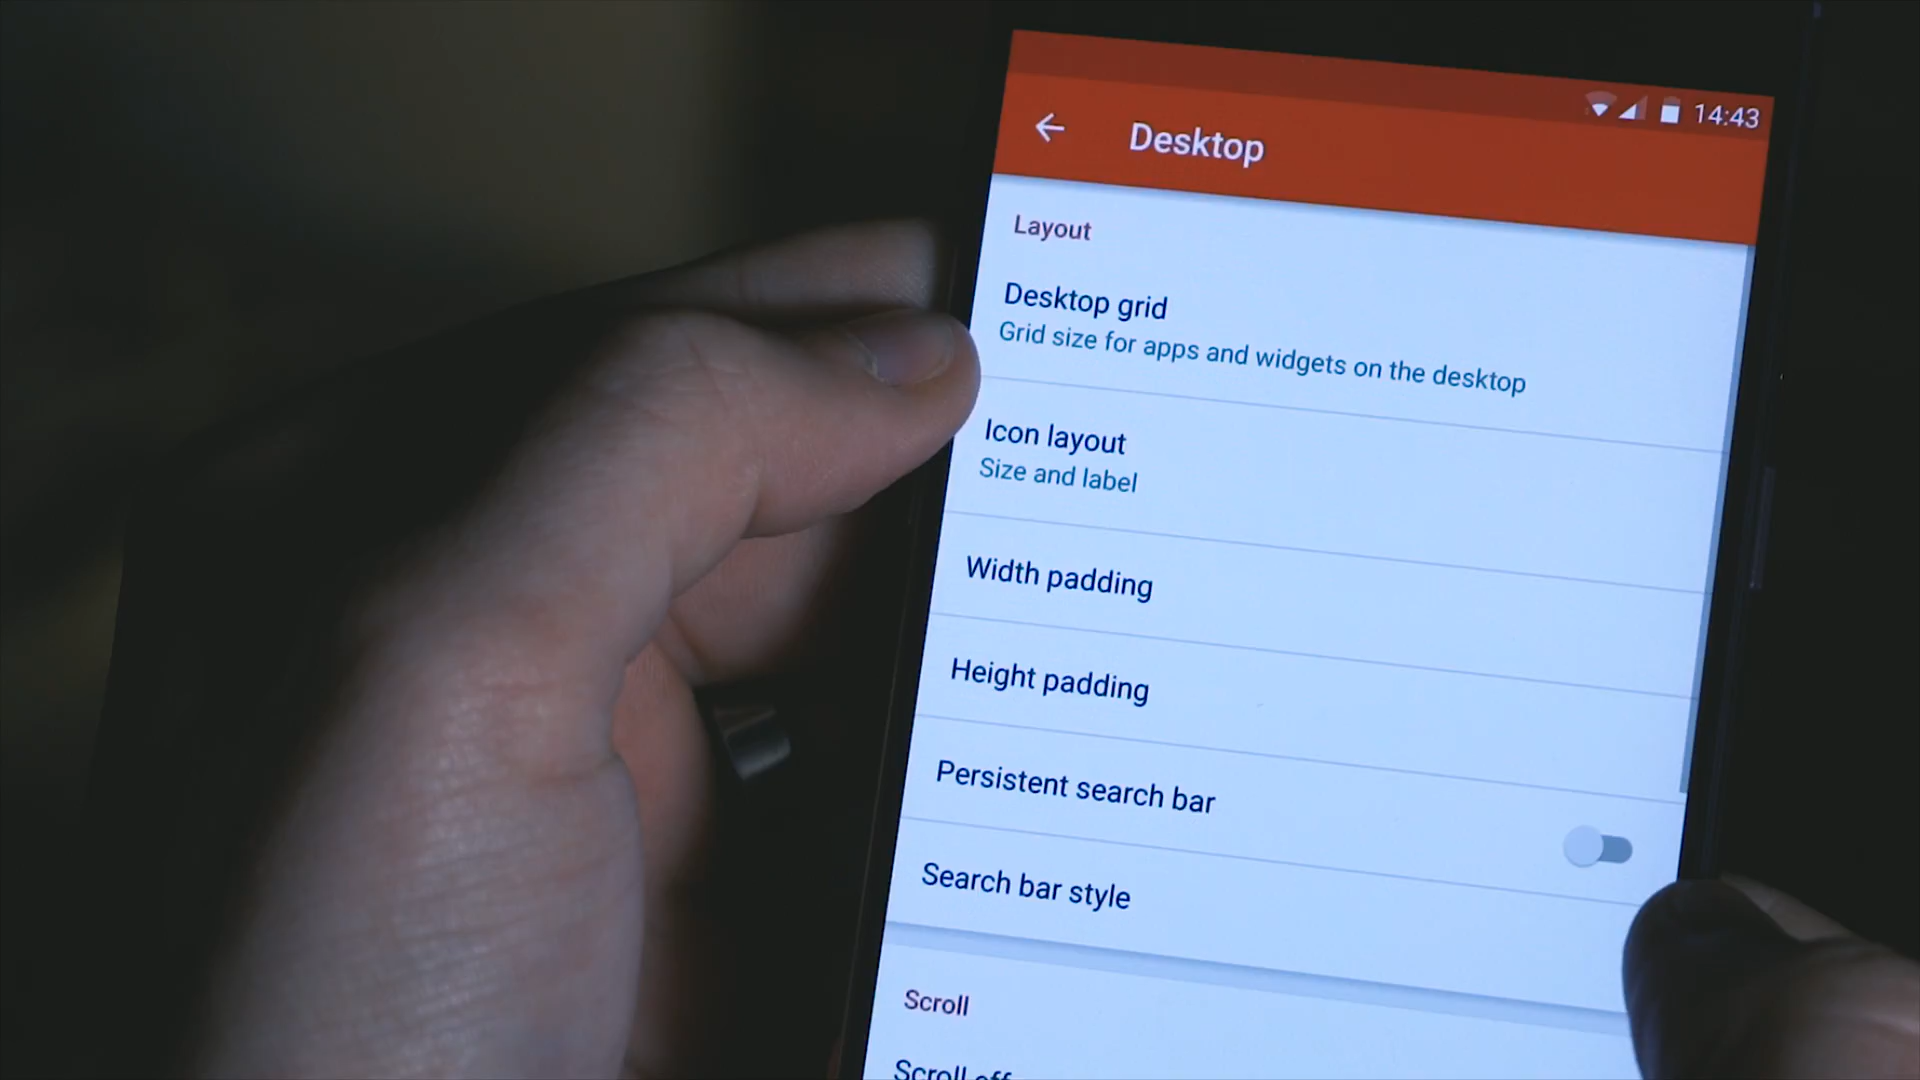 14:43
Desktop
Layout
Desktop grid
Grid size for apps and widgets on the desktop
Icon layout
Size and label
Width padding
Height padding
Persistent search bar
Search bar style
Scroll
Scroll